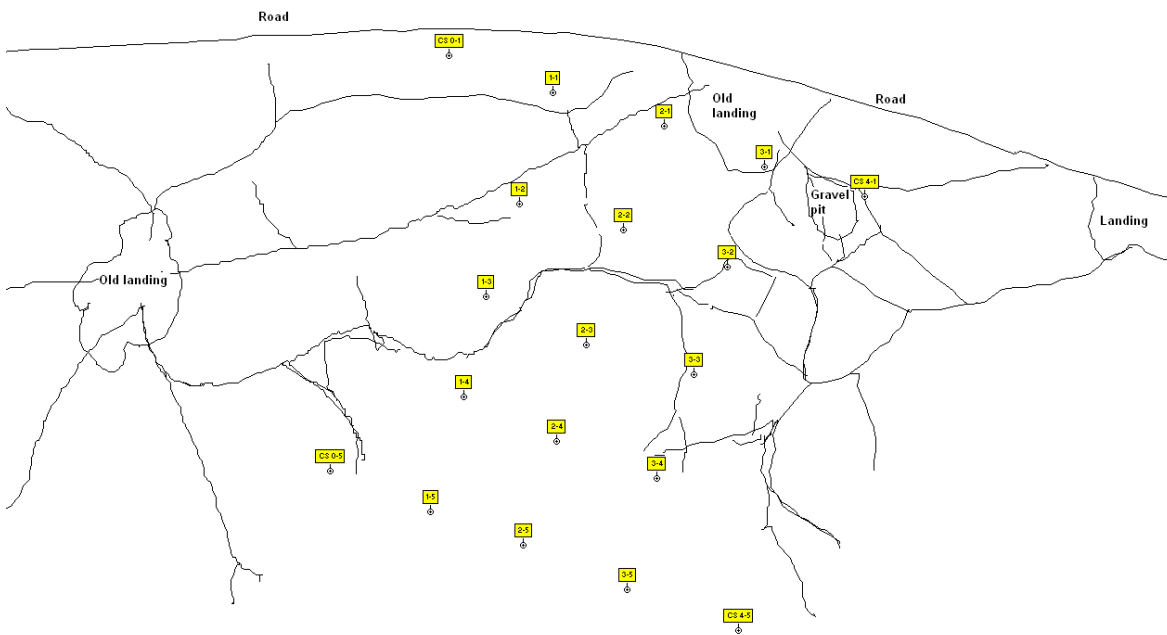 Road
CS 0-1
1-1
Old
landing
Road
2-1
3-1
CS 4-1
1-2
Gravel
pit
2-2
Landing
3-2
Old landing
1-3
2-3
3-3
1-4
2-4
CS 0-5
3-4
1-5
2-5
3-5
CS 4-5